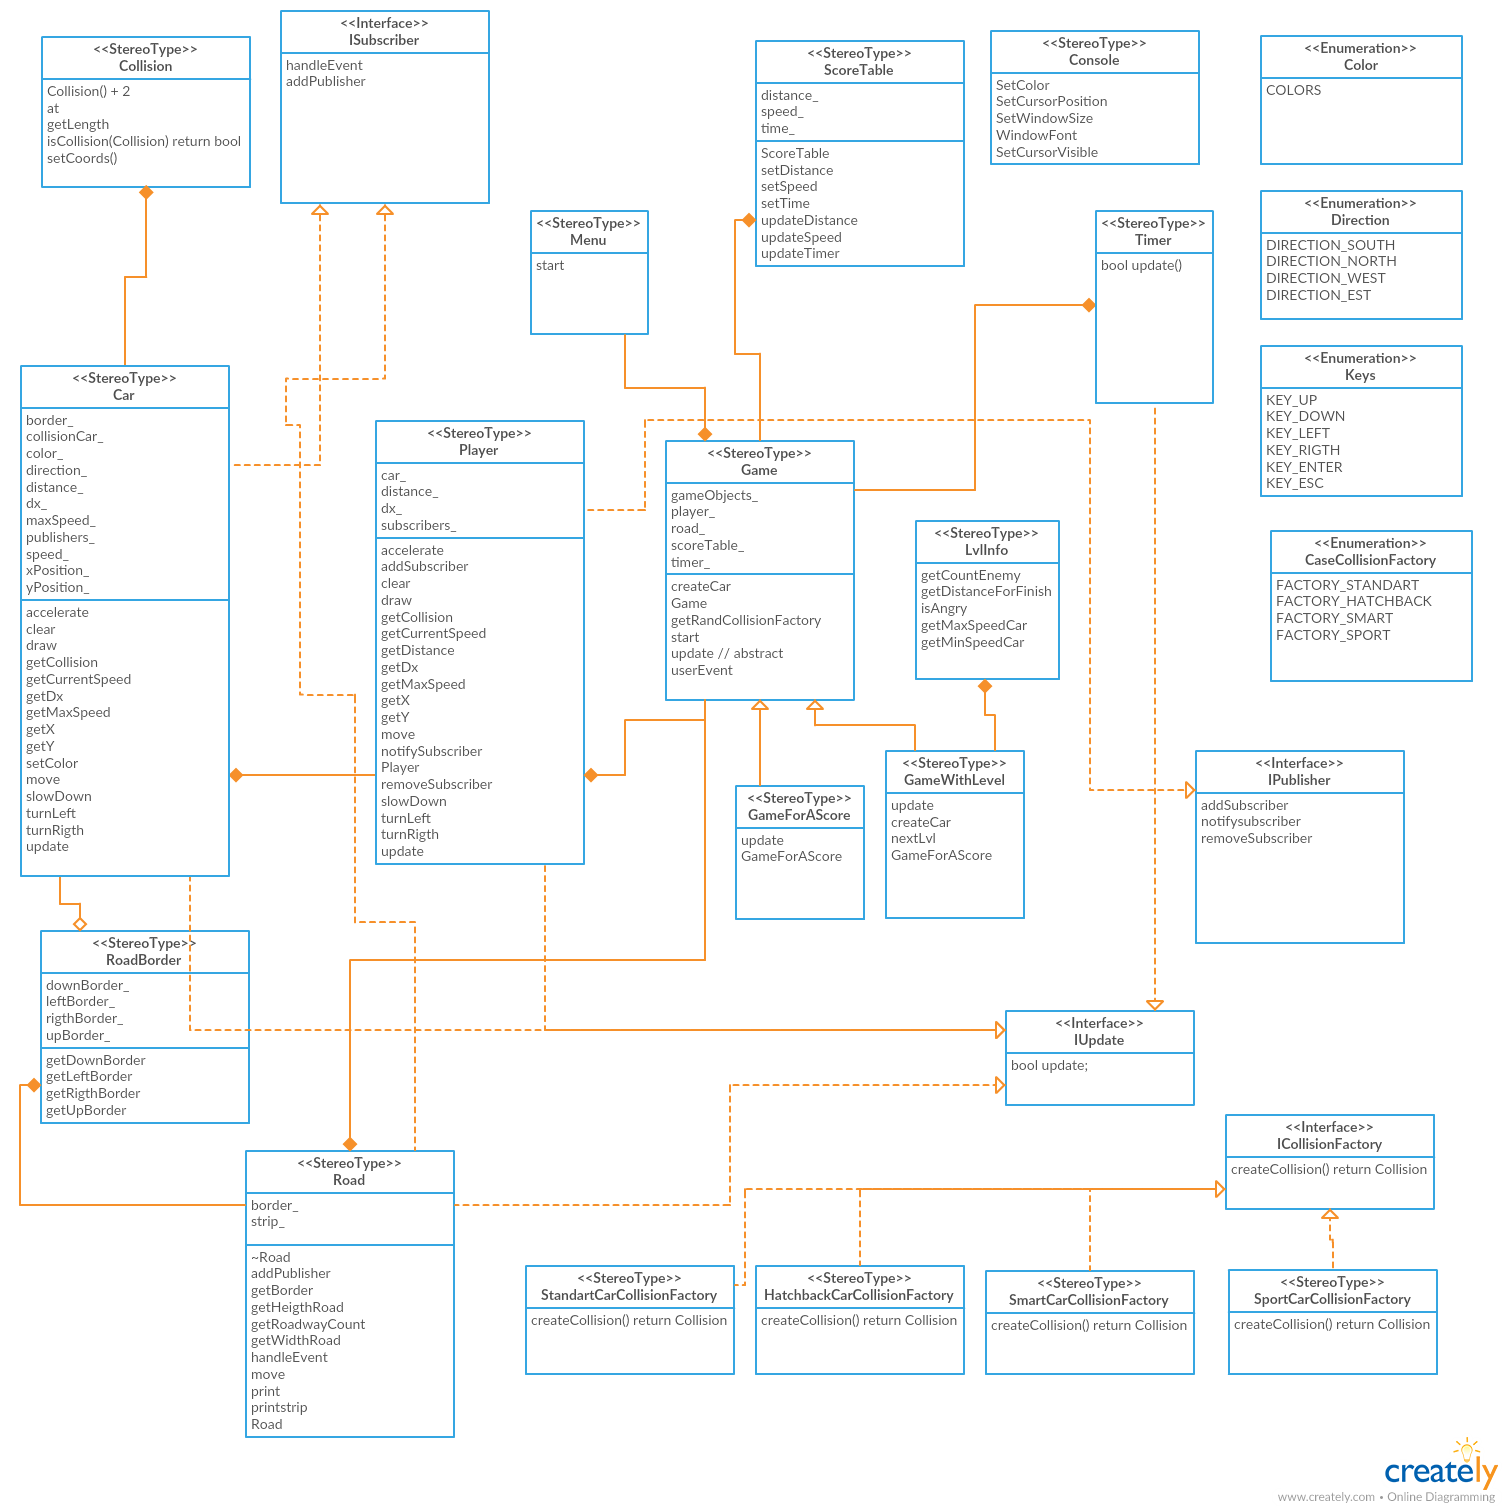 <<StereoType>>
Collision
Collision() + 2
at
getLength
isCollision(Collision) return bool
setCoords()
<<Interface>>
ISubscriber
handleEvent
addPublisher
<<StereoType>>
ScoreTable
distance_
speed_
time_
ScoreTable
setDistance
setSpeed
setTime
updateDistance
updateSpeed
updateTimer
<<StereoType>>
Console
SetColor
SetCursorPosition
SetWindowSize
WindowFont
SetCursorVisible
<<Enumeration>>
Color
COLORS
<<StereoType>>
Menu
start
<<StereoType>>
Timer
bool update()
<<Enumeration>>
Direction
DIRECTION_SOUTH
DIRECTION_NORTH
DIRECTION_WEST
DIRECTION_EST
<<Enumeration>>
Keys
KEY_UP
KEY_DOWN
KEY_LEFT
KEY_RIGTH
KEY_ENTER
KEY_ESC
<<StereoType>>
Car
border_
collisionCar_
color_
direction_
distance_
dx_
maxSpeed_
publishers_
speed_
xPosition_
yPosition_
accelerate
clear
draw
getCollision
getCurrentSpeed
getDx
getMaxSpeed
getX
getY
setColor
move
slowDown
turnLeft
turnRigth
update
<<StereoType>>
Player
car_
distance_
dx_
subscribers_
accelerate
addSubscriber
clear
draw
getCollision
getCurrentSpeed
getDistance
getDx
getMaxSpeed
getX
getY
move
notifySubscriber
Player
removeSubscriber
slowDown
turnLeft
turnRigth
update
<<StereoType>>
Game
gameObjects_
player_
road_
scoreTable_
timer_
createCar
Game
getRandCollisionFactory
start
update // abstract
userEvent
<<StereoType>>
LvlInfo
getCountEnemy
getDistanceForFinish
isAngry
getMaxSpeedCar
getMinSpeedCar
<<Enumeration>>
CaseCollisionFactory
FACTORY_STANDART
FACTORY_HATCHBACK
FACTORY_SMART
FACTORY_SPORT
<<StereoType>>
GameForAScore
update
GameForAScore
<<StereoType>>
GameWithLevel
update
createCar
nextLvl
GameForAScore
<<Interface>>
IPublisher
addSubscriber
notifysubscriber
removeSubscriber
<<StereoType>>
RoadBorder
downBorder_
leftBorder_
rigthBorder_
upBorder_
getDownBorder
getLeftBorder
getRigthBorder
getUpBorder
<<Interface>>
IUpdate
bool update;
<<StereoType>>
Road
border_
strip_
~Road
addPublisher
getBorder
getHeigthRoad
getRoadwayCount
getWidthRoad
handleEvent
move
print
printstrip
Road
<<Interface>>
ICollisionFactory
createCollision() return Collision
<<StereoType>>
StandartCarCollisionFactory
createCollision() return Collision
<<StereoType>>
HatchbackCarCollisionFactory
createCollision() return Collision
<<StereoType>>
SmartCarCollisionFactory
createCollision() return Collision
<<StereoType>>
SportCarCollisionFactory
createCollision() return Collision
creately
www.creately.com • Online Diagramming